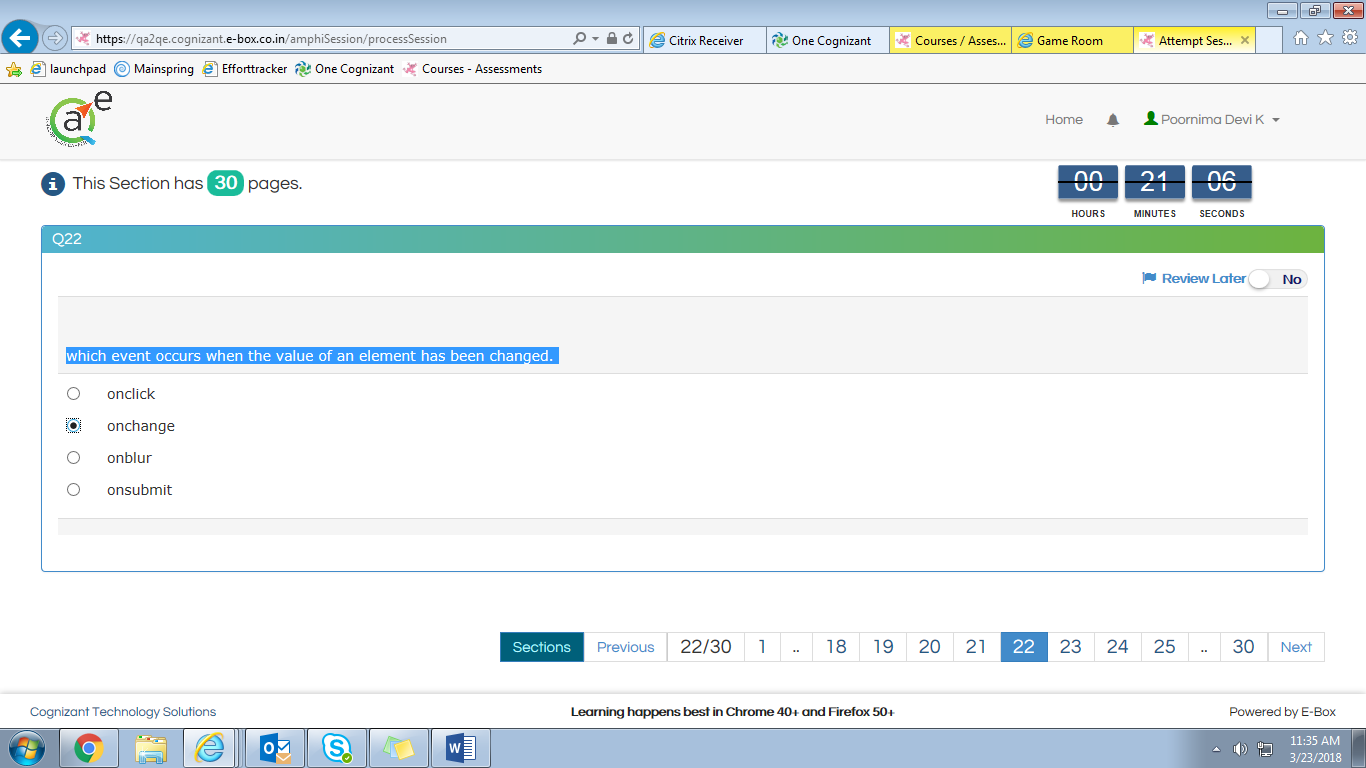 https://qa2qe.cognizant.e-box.co.in/amphiSession/processSession
Citrix Receiver
One Cognizant
Courses / Asses...
Game Room
Attempt Ses...
launchpad
Mainspring
Efforttracker
One Cognizant
Courses - Assessments
a e
Home
Poornima Devi K
This Section has 30 pages.
00 21 06
HOURS MINUTES SECONDS
Q22
Review Later No
which event occurs when the value of an element has been changed.
onclick
onchange
onblur
onsubmit
Sections Previous 22/30 1 .. 18 19 20 21 22 23 24 25 .. 30 Next
Cognizant Technology Solutions
Learning happens best in Chrome 40+ and Firefox 50+
Powered by E-Box
11:35 AM
3/23/2018